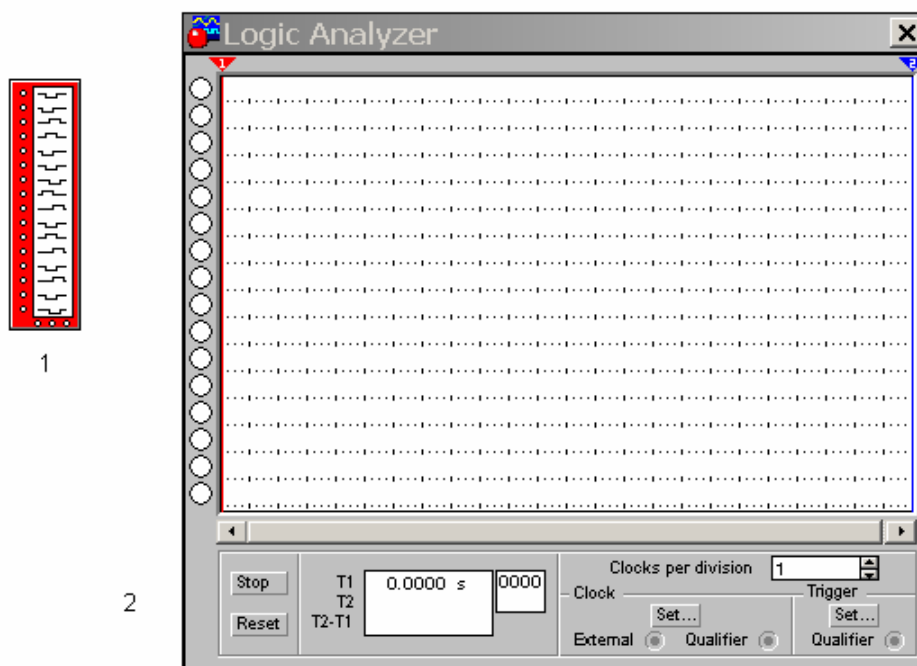 Logic Analyzer
1
2
1
2
Stop
Reset
T1
T2
T2-T1
0.0000 s
0000
Clocks per division 1
Clock
Set...
External Qualifier
Trigger
Set...
Qualifier